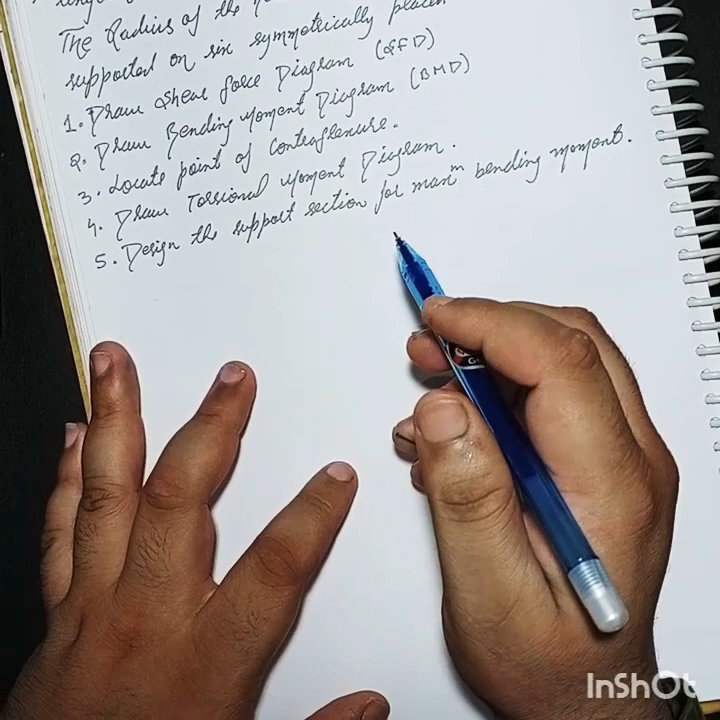 The Radius of the
supported on six symmetrically placed
1. Draw Shear force Diagram (SFD)
2. Draw Bending Moment Diagram (BMD)
3. Locate point of Contraflexure.
4. Draw Torsional Moment Diagram.
5. Design the support section for maxm bending moment.
InShOt